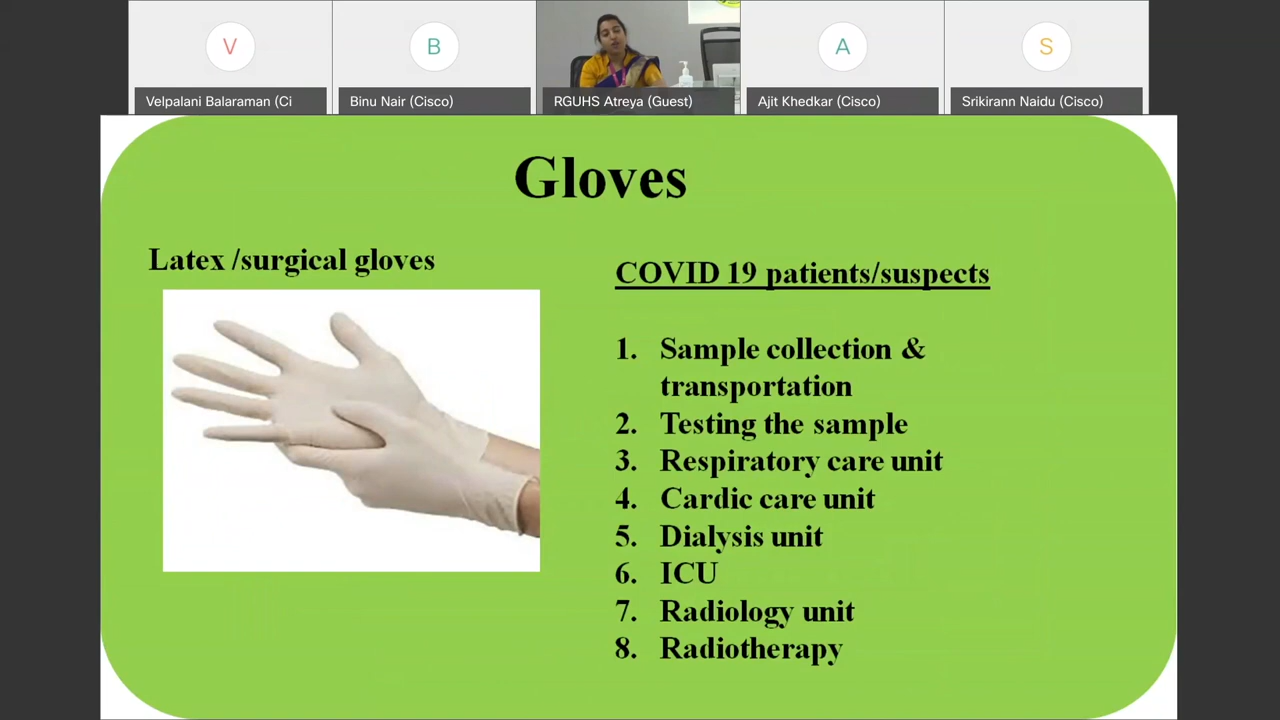 V
B
A
S
Velpalani Balaraman (Ci
Binu Nair (Cisco)
RGUHS Atreya (Guest)
Ajit Khedkar (Cisco)
Srikirann Naidu (Cisco)
Gloves
Latex /surgical gloves
COVID 19 patients/suspects
1. Sample collection &
transportation
2. Testing the sample
3. Respiratory care unit
4. Cardic care unit
5. Dialysis unit
6. ICU
7. Radiology unit
8. Radiotherapy